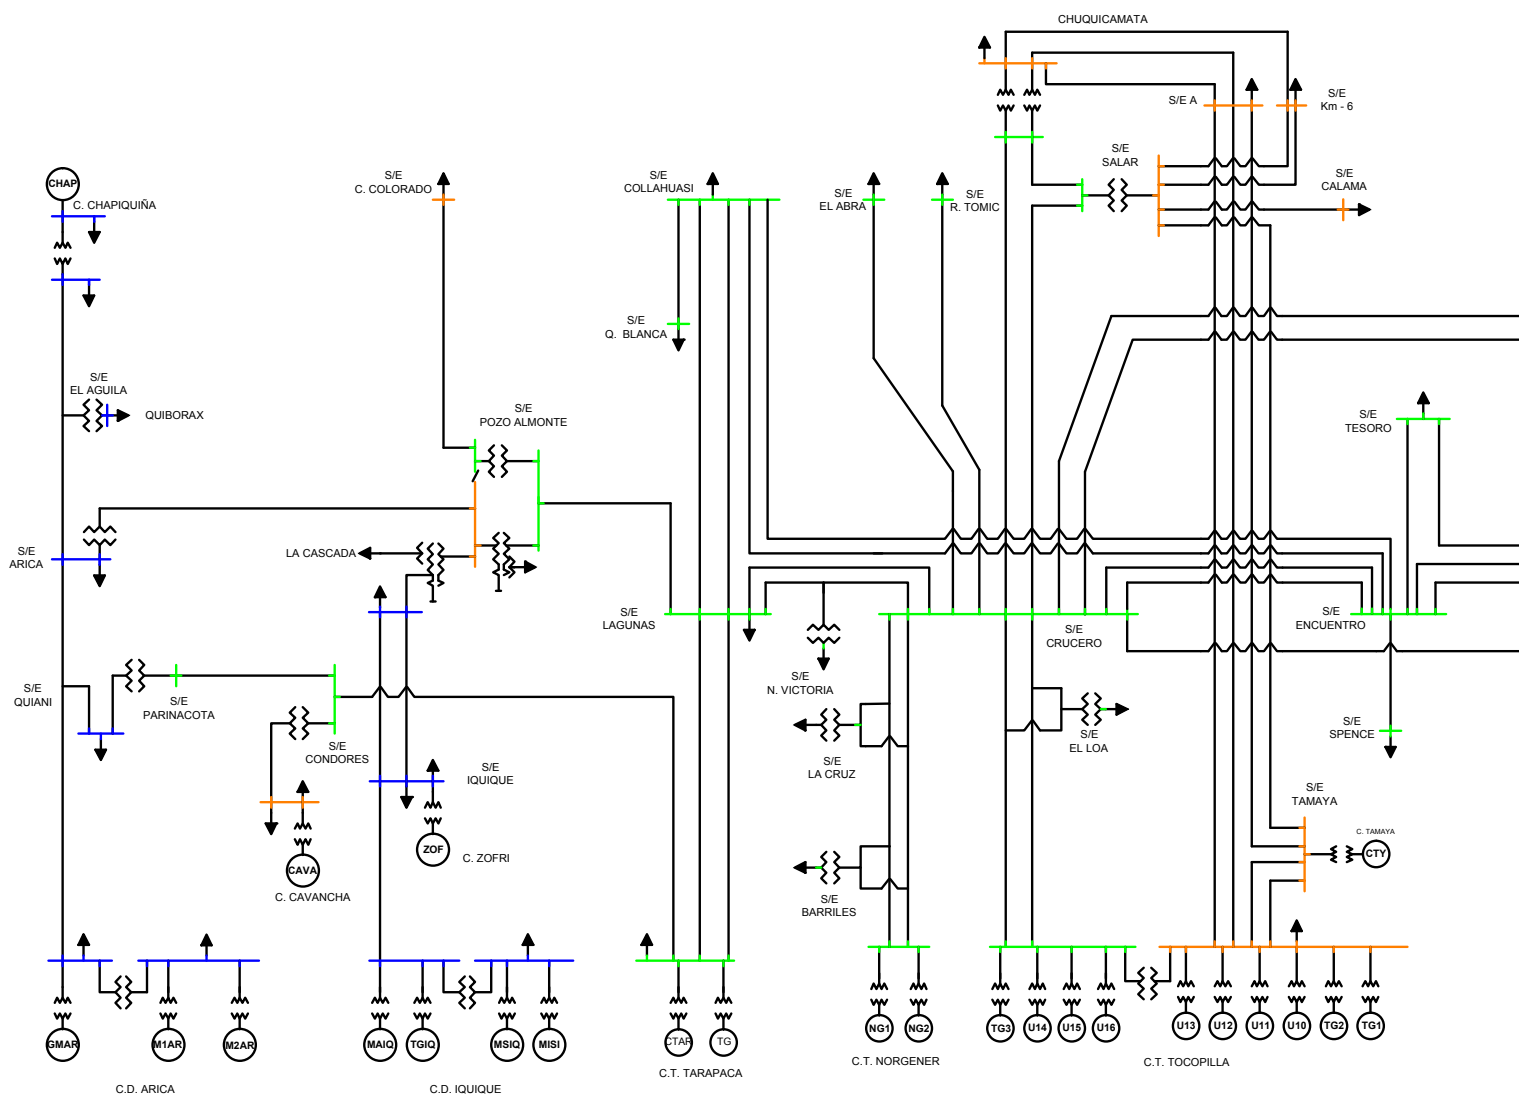 CHUQUICAMATA
S/E A
S/E
Km - 6
S/E
SALAR
S/E
CALAMA
CHAP
C. CHAPIQUIÑA
S/E
C. COLORADO
S/E
COLLAHUASI
S/E
EL ABRA
S/E
R. TOMIC
S/E
Q.  BLANCA
S/E
EL AGUILA
QUIBORAX
S/E
POZO ALMONTE
S/E
TESORO
S/E
ARICA
LA CASCADA
S/E
LAGUNAS
S/E
CRUCERO
S/E
ENCUENTRO
S/E
QUIANI
S/E
PARINACOTA
S/E
CONDORES
S/E
N. VICTORIA
S/E
EL LOA
S/E
SPENCE
S/E
IQUIQUE
S/E
LA CRUZ
S/E
TAMAYA
C. TAMAYA
CTY
ZOF
C. ZOFRI
CAVA
C. CAVANCHA
S/E
BARRILES
GMAR
M1AR
M2AR
MAIQ
TGIQ
MSIQ
MISI
CTAR
TG
NG1
NG2
TG3
U14
U15
U16
U13
U12
U11
U10
TG2
TG1
C.D. ARICA
C.D. IQUIQUE
C.T. TARAPACA
C.T. NORGENER
C.T. TOCOPILLA